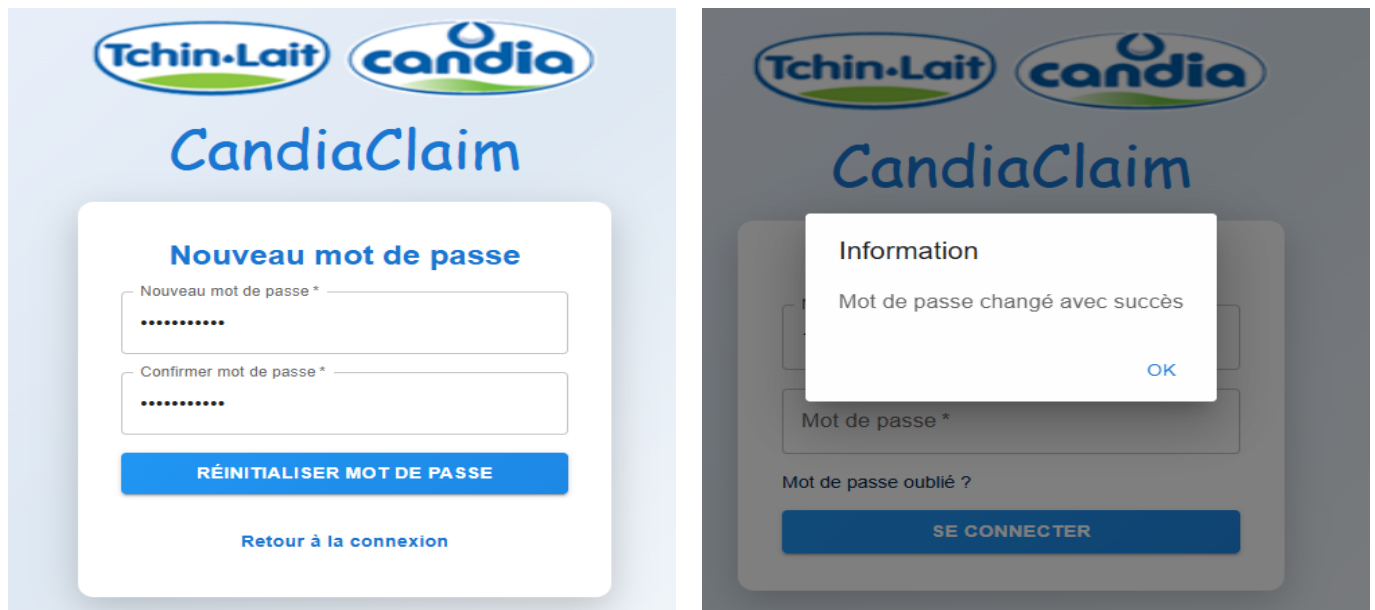 Tchin-Lait
candia
CandiaClaim
Nouveau mot de passe
Nouveau mot de passe *
•••••••••••
Confirmer mot de passe *
•••••••••••
RÉINITIALISER MOT DE PASSE
Retour à la connexion
Tchin-Lait
candia
CandiaClaim
Information
Mot de passe changé avec succès
OK
Mot de passe *
Mot de passe oublié ?
SE CONNECTER